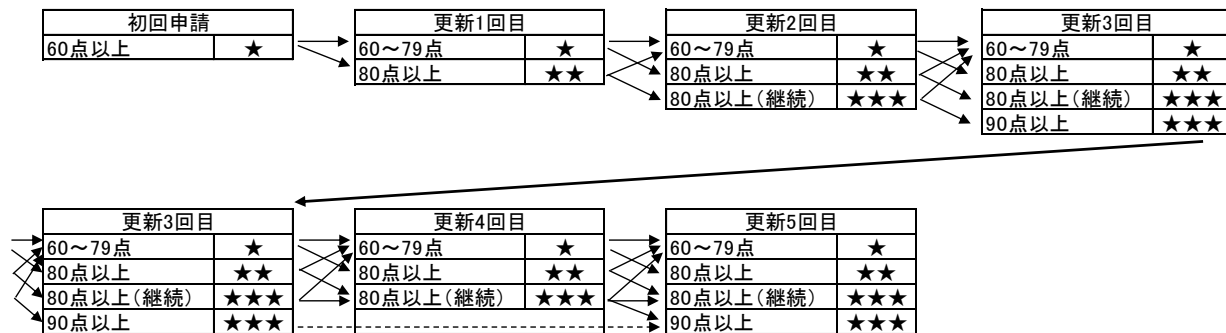 初回申請
60点以上 ★
更新1回目
60～79点 ★
80点以上 ★★
更新2回目
60～79点 ★
80点以上 ★★
80点以上(継続) ★★★
更新3回目
60～79点 ★
80点以上 ★★
80点以上(継続) ★★★
90点以上 ★★★
更新3回目
60～79点 ★
80点以上 ★★
80点以上(継続) ★★★
90点以上 ★★★
更新4回目
60～79点 ★
80点以上 ★★
80点以上(継続) ★★★
更新5回目
60～79点 ★
80点以上 ★★
80点以上(継続) ★★★
90点以上 ★★★